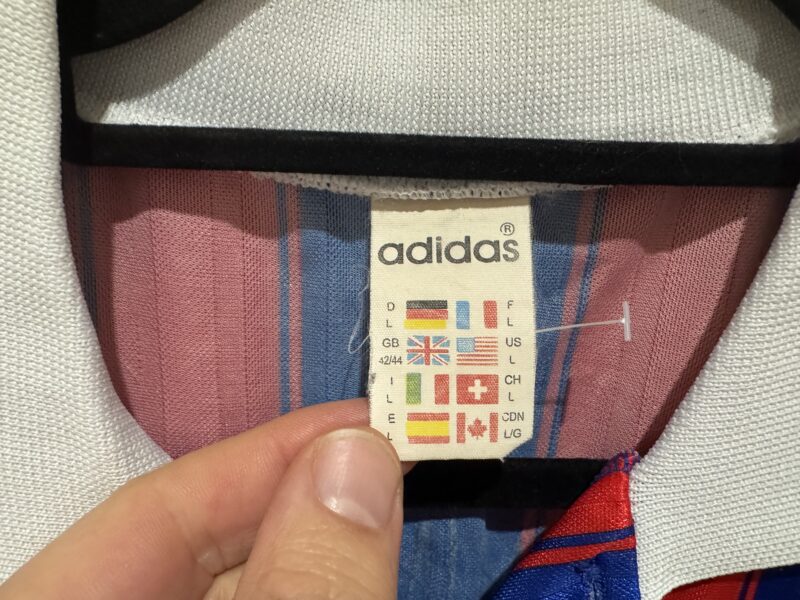 adidas®
D F
L L
GB US
42/44 L
I CH
L L
E CDN
L L/G